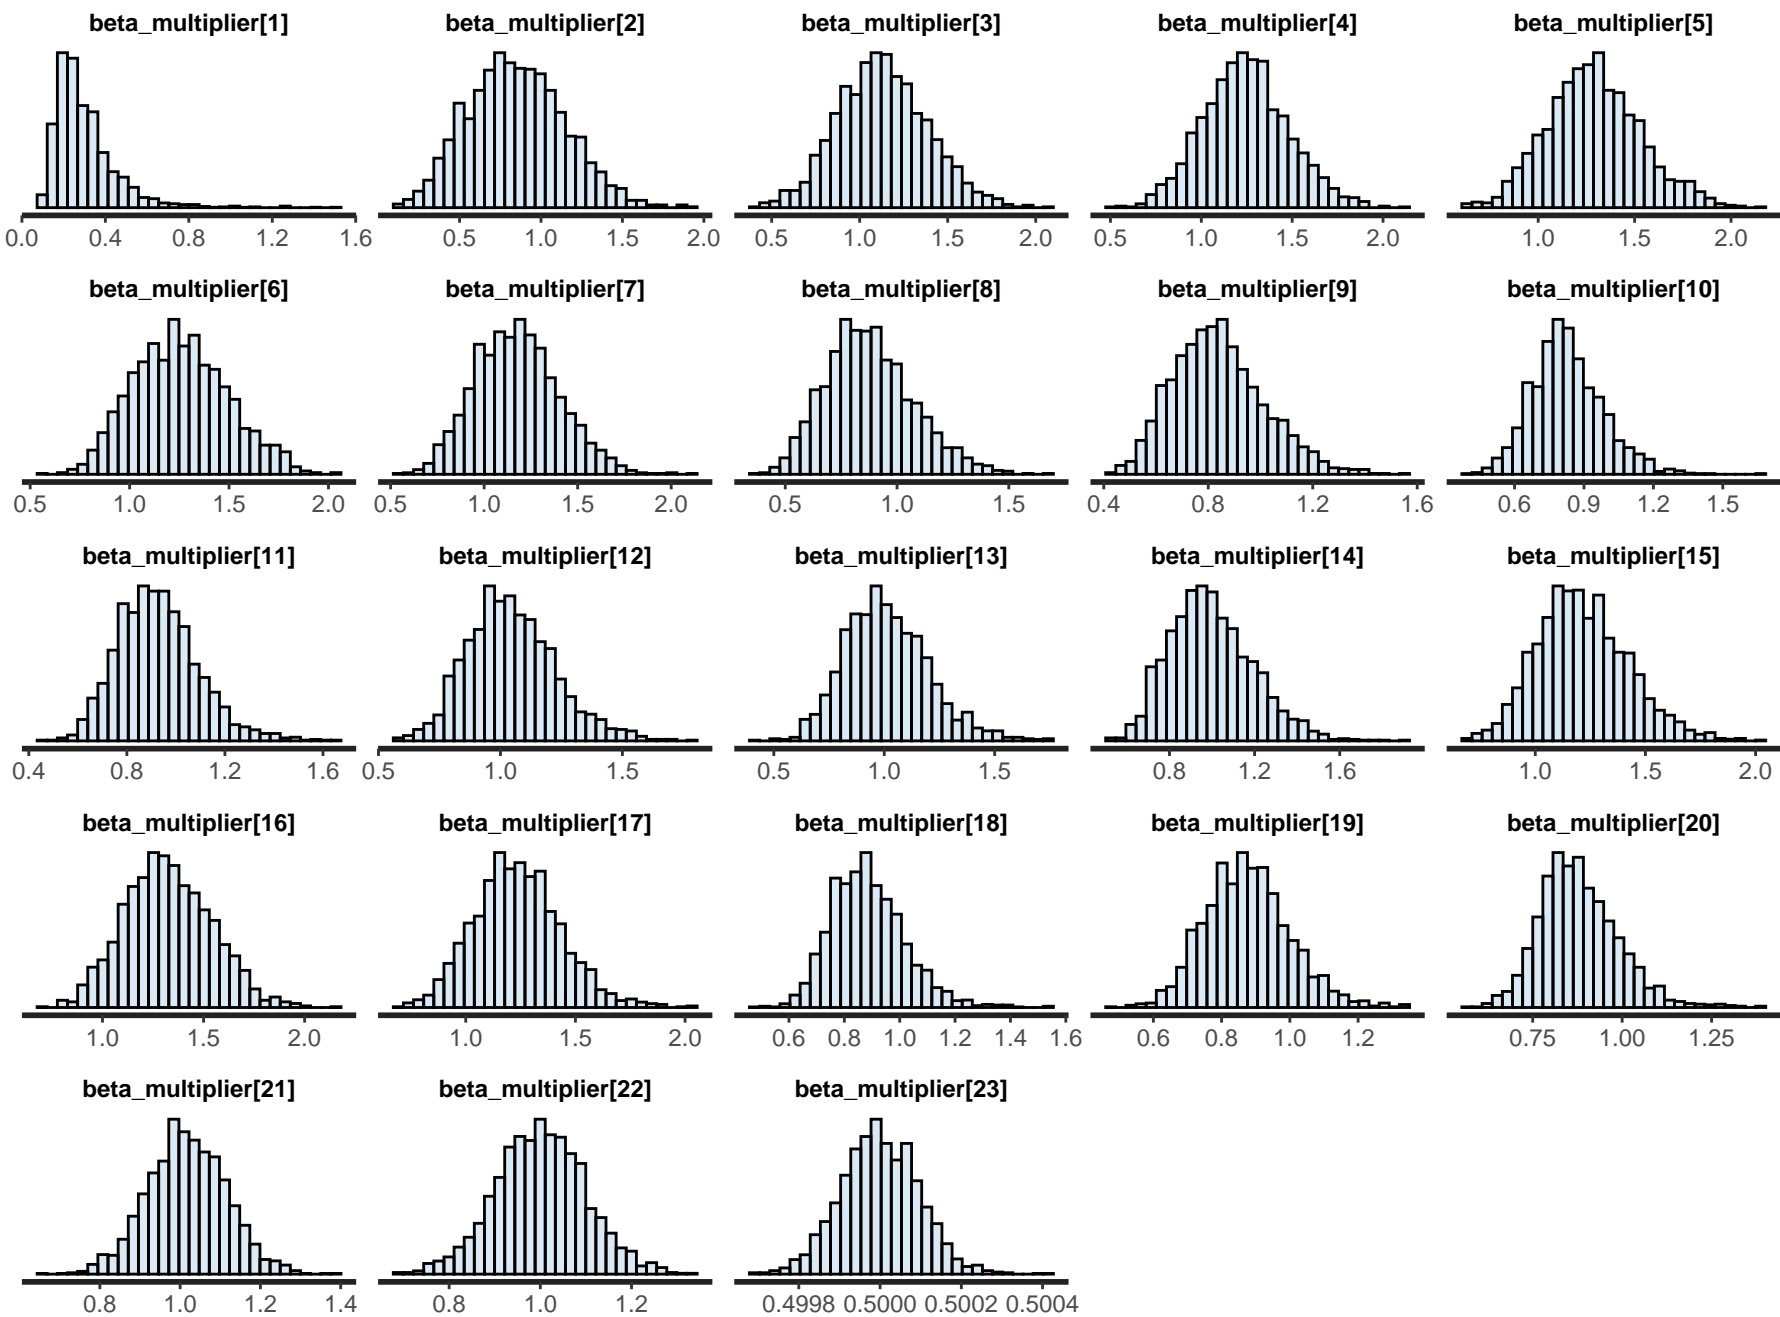 beta_multiplier[1] beta_multiplier[2] beta_multiplier[3] beta_multiplier[4] beta_multiplier[5]
0.0 0.4 0.8 1.2 1.6 0.5 1.0 1.5 2.0 0.5 1.0 1.5 2.0 0.5 1.0 1.5 2.0 1.0 1.5 2.0
beta_multiplier[6] beta_multiplier[7] beta_multiplier[8] beta_multiplier[9] beta_multiplier[10]
0.5 1.0 1.5 2.0 0.5 1.0 1.5 2.0 0.5 1.0 1.5 0.4 0.8 1.2 1.6 0.6 0.9 1.2 1.5
beta_multiplier[11] beta_multiplier[12] beta_multiplier[13] beta_multiplier[14] beta_multiplier[15]
0.4 0.8 1.2 1.6 0.5 1.0 1.5 0.5 1.0 1.5 0.8 1.2 1.6 1.0 1.5 2.0
beta_multiplier[16] beta_multiplier[17] beta_multiplier[18] beta_multiplier[19] beta_multiplier[20]
1.0 1.5 2.0 1.0 1.5 2.0 0.6 0.8 1.0 1.2 1.4 1.6 0.6 0.8 1.0 1.2 0.75 1.00 1.25
beta_multiplier[21] beta_multiplier[22] beta_multiplier[23]
0.8 1.0 1.2 1.4 0.8 1.0 1.2 0.4998 0.5000 0.5002 0.5004